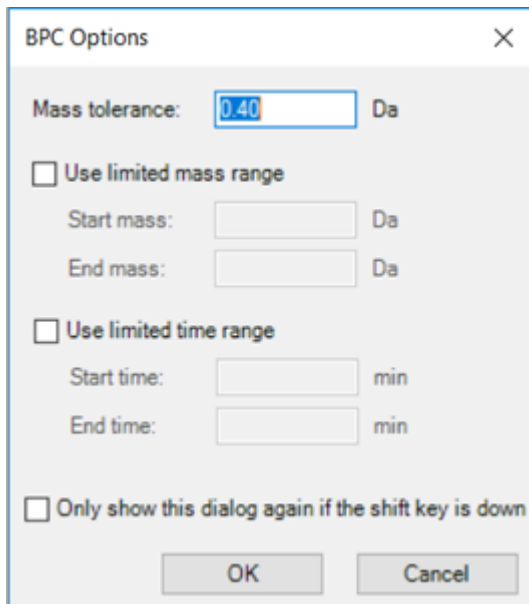 BPC Options
Mass tolerance: 0.40 Da
Use limited mass range
Start mass: Da
End mass: Da
Use limited time range
Start time: min
End time: min
Only show this dialog again if the shift key is down
OK Cancel